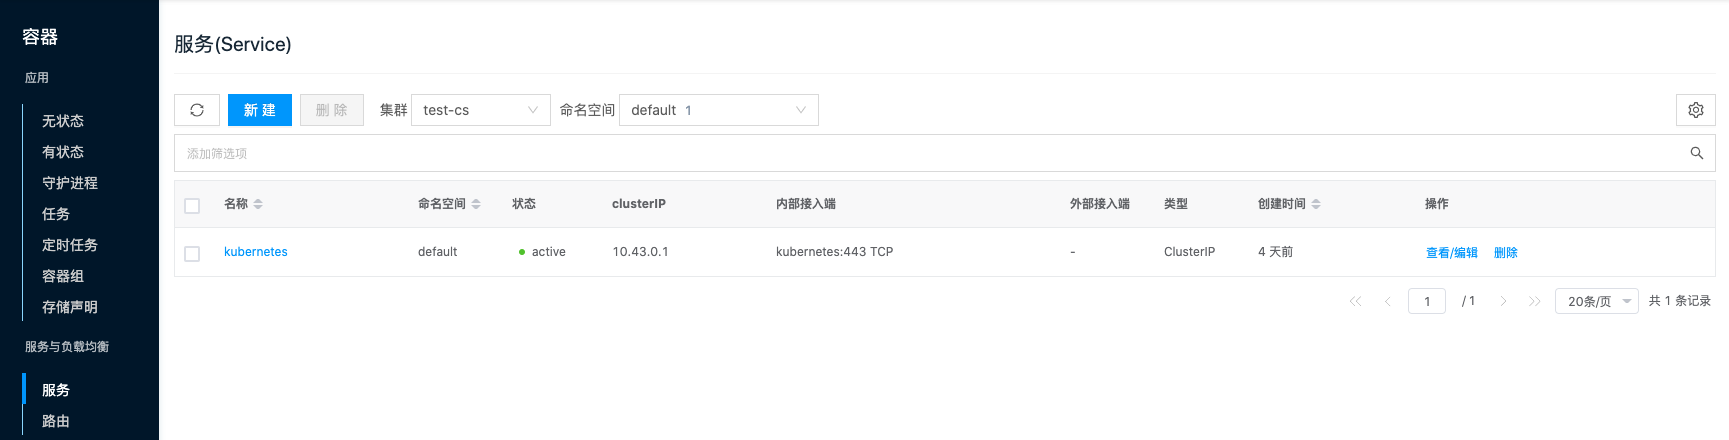 容器
应用
无状态
有状态
守护进程
任务
定时任务
容器组
存储声明
服务与负载均衡
服务
路由
服务(Service)
新 建 删 除 集群 test-cs 命名空间 default 1
添加筛选项
名称 命名空间 状态 clusterIP 内部接入端 外部接入端 类型 创建时间 操作
kubernetes default active 10.43.0.1 kubernetes:443 TCP - ClusterIP 4 天前 查看/编辑 删除
1 / 1 20条/页 共 1 条记录